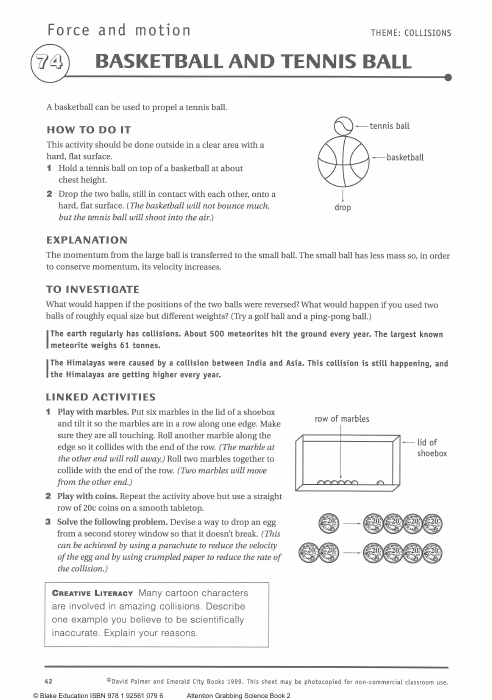 Force and motion
THEME: COLLISIONS
74
BASKETBALL AND TENNIS BALL
A basketball can be used to propel a tennis ball.
HOW TO DO IT
This activity should be done outside in a clear area with a
hard, flat surface.
1 Hold a tennis ball on top of a basketball at about
chest height.
2 Drop the two balls, still in contact with each other, onto a
hard, flat surface. (The basketball will not bounce much,
but the tennis ball will shoot into the air.)
tennis ball
basketball
drop
EXPLANATION
The momentum from the large ball is transferred to the small ball. The small ball has less mass so, in order
to conserve momentum, its velocity increases.
TO INVESTIGATE
What would happen if the positions of the two balls were reversed? What would happen if you used two
balls of roughly equal size but different weights? (Try a golf ball and a ping-pong ball.)
The earth regularly has collisions. About 500 meteorites hit the ground every year. The largest known
meteorite weighs 61 tonnes.
The Himalayas were caused by a collision between India and Asia. This collision is still happening, and
the Himalayas are getting higher every year.
LINKED ACTIVITIES
1 Play with marbles. Put six marbles in the lid of a shoebox
and tilt it so the marbles are in a row along one edge. Make
sure they are all touching. Roll another marble along the
edge so it collides with the end of the row. (The marble at
the other end will roll away.) Roll two marbles together to
collide with the end of the row. (Two marbles will move
from the other end.)
2 Play with coins. Repeat the activity above but use a straight
row of 20c coins on a smooth tabletop.
3 Solve the following problem. Devise a way to drop an egg
from a second storey window so that it doesn't break. (This
can be achieved by using a parachute to reduce the velocity
of the egg and by using crumpled paper to reduce the rate of
the collision.)
row of marbles
lid of
shoebox
20 20 20 20 20
20 20 20 20 20 20
CREATIVE LITERACY Many cartoon characters
are involved in amazing collisions. Describe
one example you believe to be scientifically
inaccurate. Explain your reasons.
42
©David Palmer and Emerald City Books 1999. This sheet may be photocopied for non-commercial classroom use.
© Blake Education ISBN 978 1 92561 079 6 Attention Grabbing Science Book 2